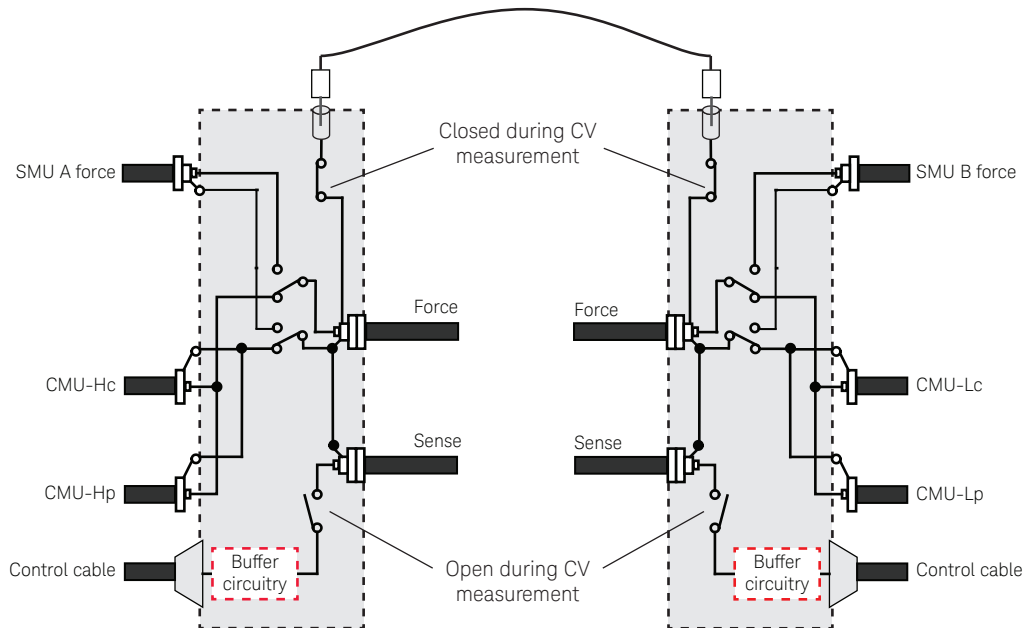 Closed during CV
measurement
SMU A force
SMU B force
Force
Force
CMU-Hc
CMU-Lc
Sense
Sense
CMU-Hp
CMU-Lp
Control cable
Buffer
circuitry
Open during CV
measurement
Buffer
circuitry
Control cable